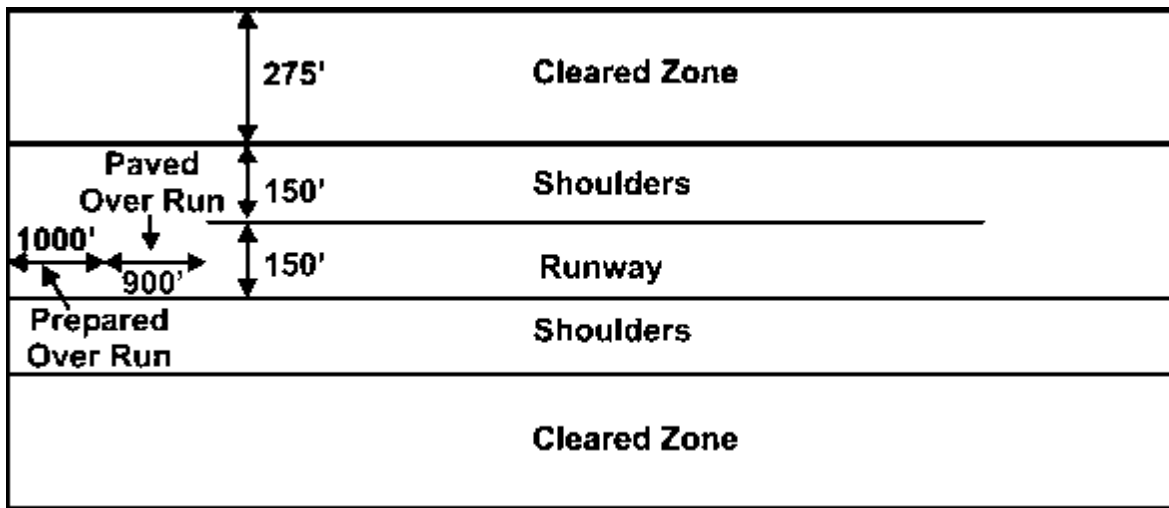 275'
Cleared Zone
Paved
Over Run
150'
Shoulders
1000'
900'
150'
Runway
Prepared
Over Run
Shoulders
Cleared Zone